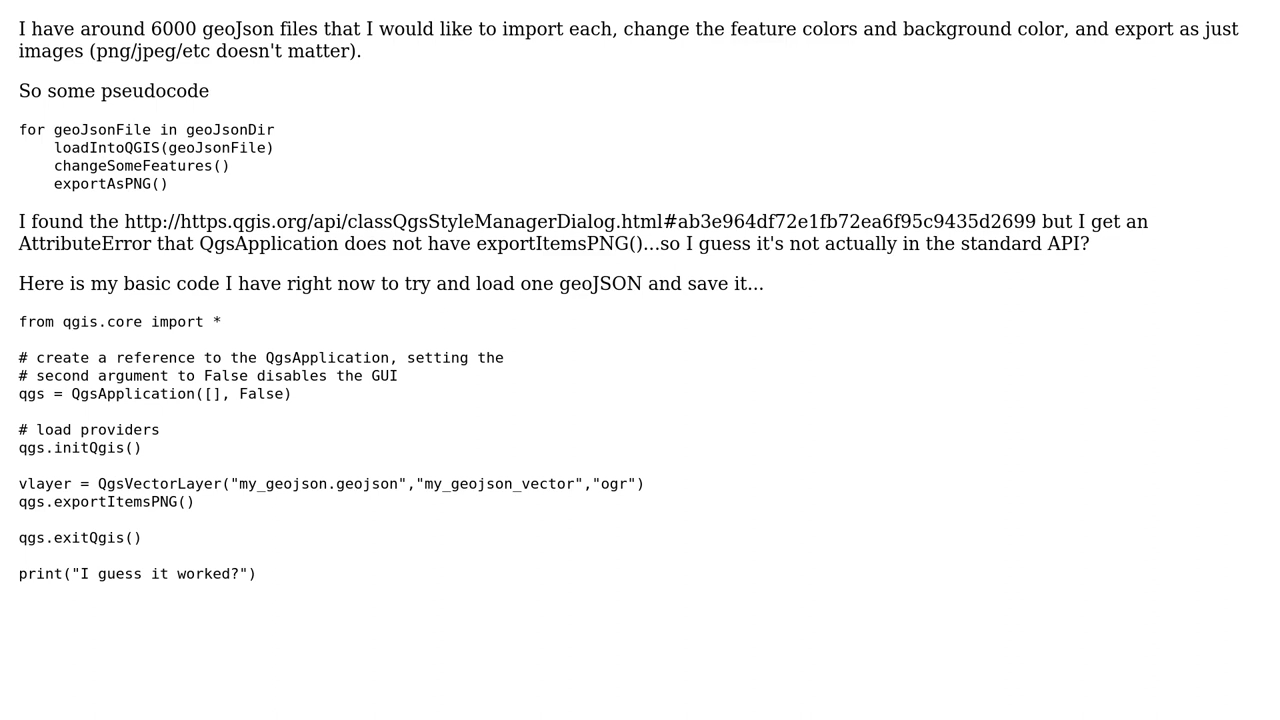 I have around 6000 geoJson files that I would like to import each, change the feature colors and background color, and export as just
images (png/jpeg/etc doesn't matter).
So some pseudocode
for geoJsonFile in geoJsonDir
    loadIntoQGIS(geoJsonFile)
    changeSomeFeatures()
    exportAsPNG()
I found the http://https.qgis.org/api/classQgsStyleManagerDialog.html#ab3e964df72e1fb72ea6f95c9435d2699 but I get an
AttributeError that QgsApplication does not have exportItemsPNG()...so I guess it's not actually in the standard API?
Here is my basic code I have right now to try and load one geoJSON and save it...
from qgis.core import *
# create a reference to the QgsApplication, setting the
# second argument to False disables the GUI
qgs = QgsApplication([], False)
# load providers
qgs.initQgis()
vlayer = QgsVectorLayer("my_geojson.geojson","my_geojson_vector","ogr")
qgs.exportItemsPNG()
qgs.exitQgis()
print("I guess it worked?")